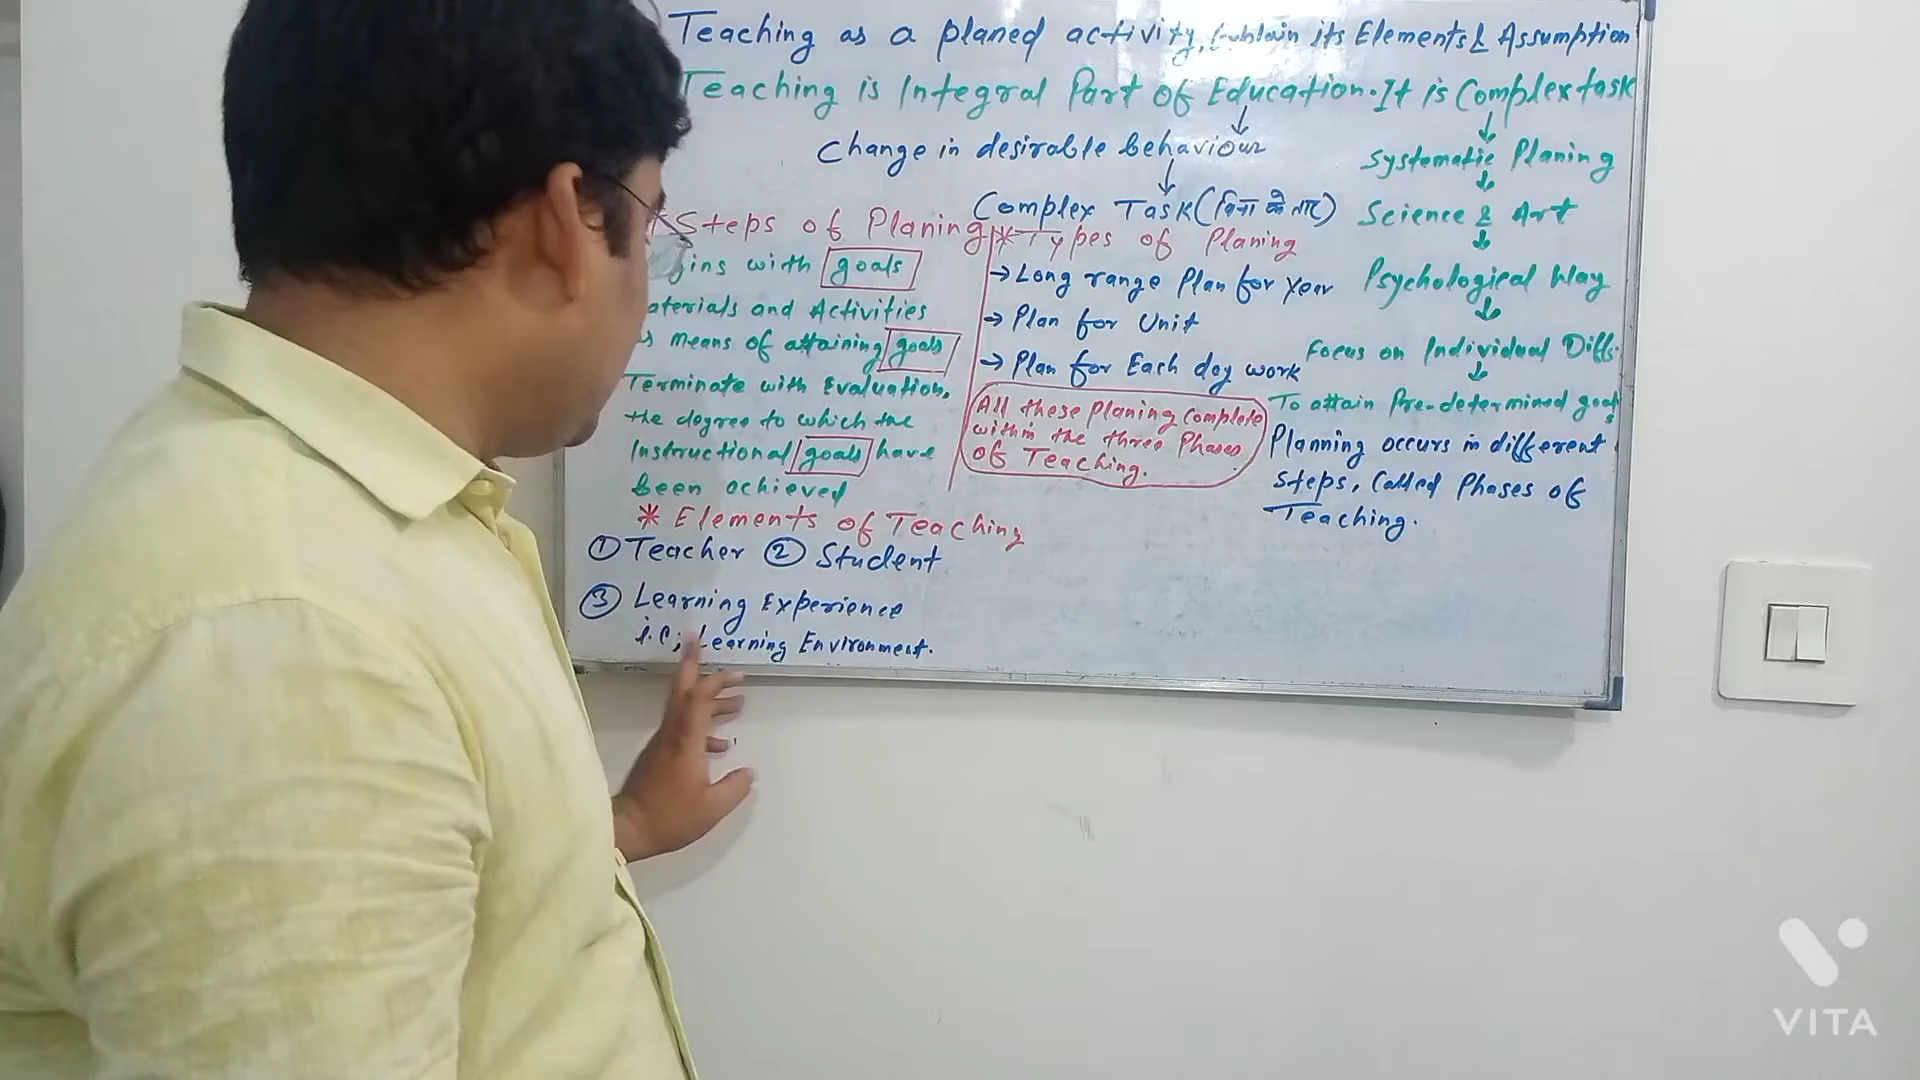 Teaching as a planed activity, its Elements & Assumption
Teaching is Integral Part of Education. It is Complex task
Change in desirable behaviour
Complex Task (
* Steps of Planing
with goals
Materials and Activities
Means of attaining goals
Terminate with Evaluation,
the degree to which the
Instructional goals have
been achieved
* Types of Planing
→ Long range Plan for Year
→ Plan for Unit
→ Plan for Each day work
All these Planing Complete
within the three Phases
of Teaching.
Systematic Planing
Science & Art
Psychological Way
Focus on Individual Diff.
To attain Pre-determined goals
Planning occurs in different
Steps, Called Phases of
Teaching.
* Elements of Teaching
① Teacher ② Student
③ Learning Experience
i.e; Learning Environment.
VITA